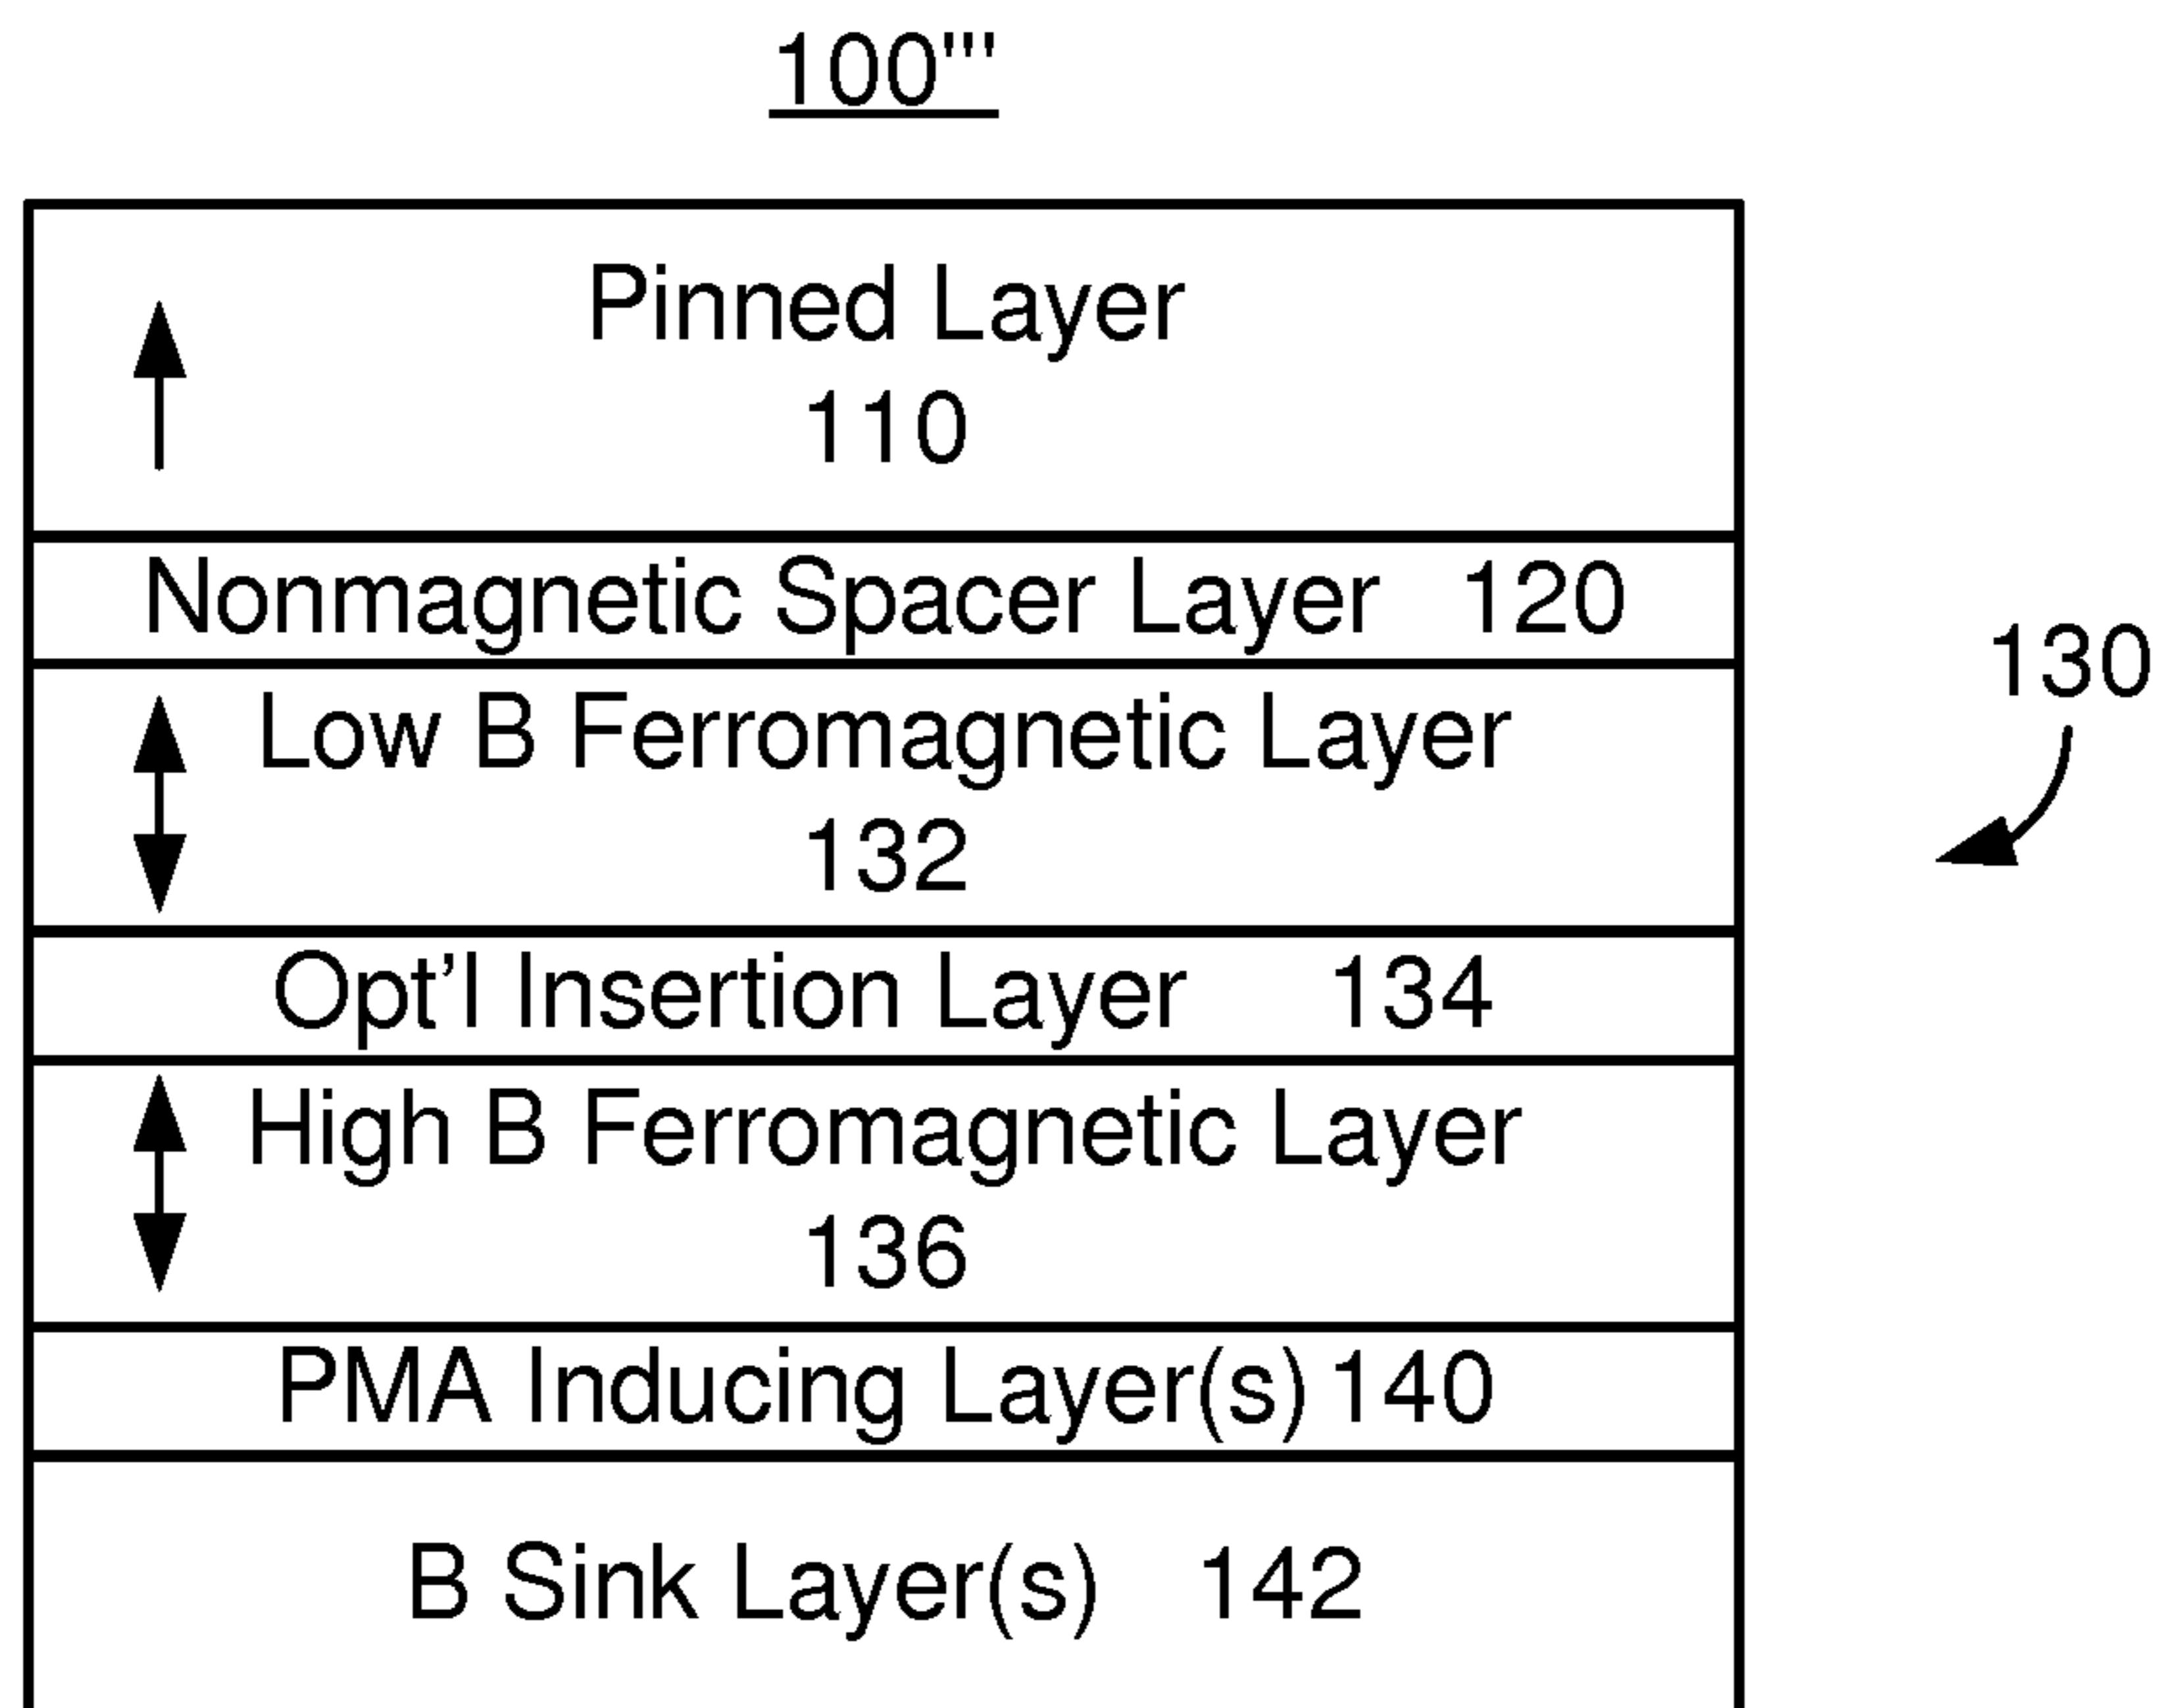 100'''
Pinned Layer
110
Nonmagnetic Spacer Layer 120
130
Low B Ferromagnetic Layer
132
Opt'l Insertion Layer 134
High B Ferromagnetic Layer
136
PMA Inducing Layer(s) 140
B Sink Layer(s) 142